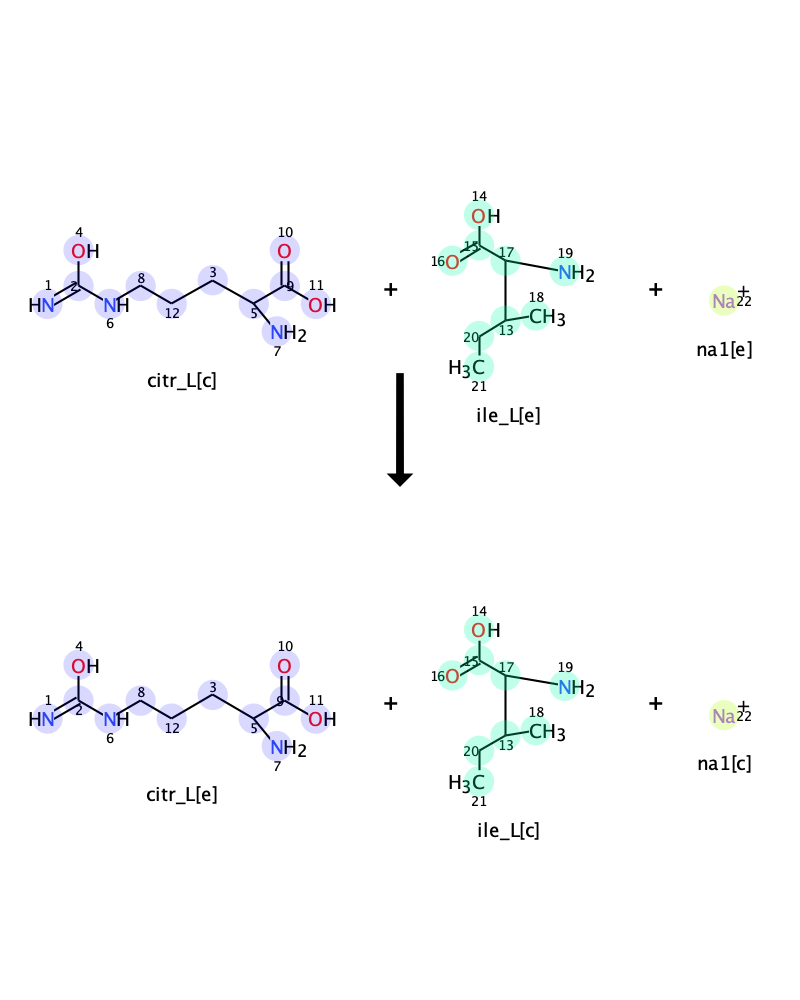 4 10 14
OH O OH
1 2 8 3 9 11 16 O 15 17 19 NH2
HN NH OH + + Na + 22
6 12 5 NH2 18 CH3
7 20 13 na1[e]
citr_L[c] H3C
21
ile_L[e]
4 10 14
OH O OH
1 2 8 3 9 11 16 O 15 17 19 NH2
HN NH OH + + Na + 22
6 12 5 NH2 18 CH3
7 20 13 na1[c]
citr_L[e] H3C
21
ile_L[c]